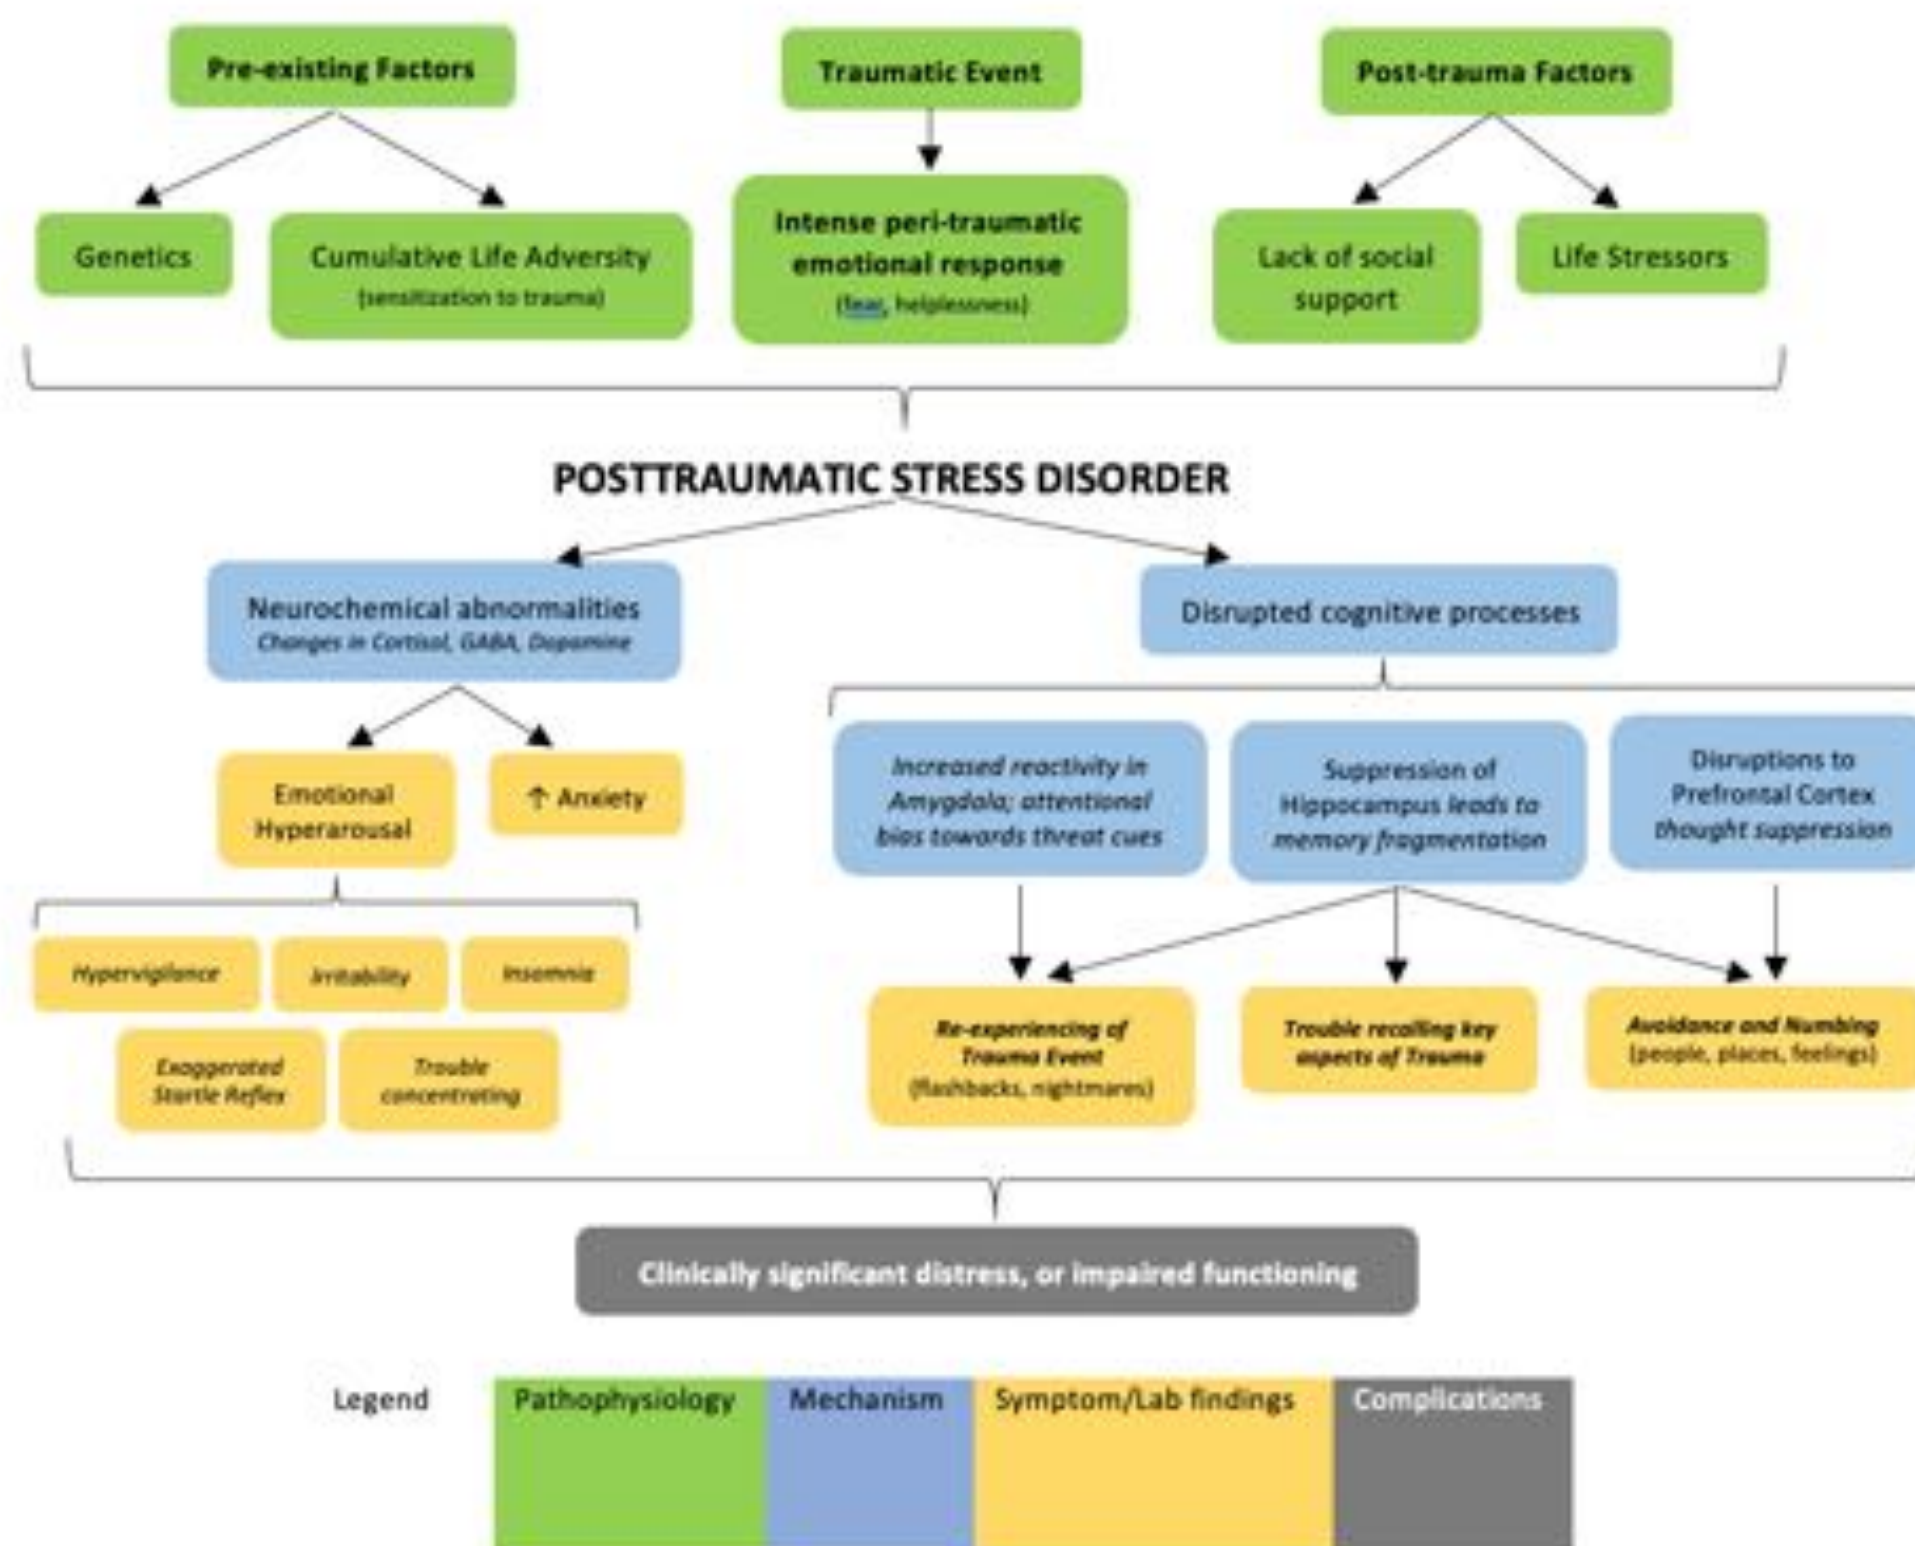 Pre-existing Factors
Traumatic Event
Post-trauma Factors
Genetics
Cumulative Life Adversity
(sensitization to trauma)
Intense peri-traumatic
emotional response
(fear, helplessness)
Lack of social
support
Life Stressors
POSTTRAUMATIC STRESS DISORDER
Neurochemical abnormalities
Changes in Cortisol, GABA, Dopamine
Disrupted cognitive processes
Emotional
Hyperarousal
↑ Anxiety
Increased reactivity in
Amygdala; attentional
bias towards threat cues
Suppression of
Hippocampus leads to
memory fragmentation
Disruptions to
Prefrontal Cortex
thought suppression
Hypervigilance
Irritability
Insomnia
Exaggerated
Startle Reflex
Trouble
concentrating
Re-experiencing of
Trauma Event
(flashbacks, nightmares)
Trouble recalling key
aspects of Trauma
Avoidance and Numbing
(people, places, feelings)
Clinically significant distress, or impaired functioning
Legend
Pathophysiology
Mechanism
Symptom/Lab findings
Complications